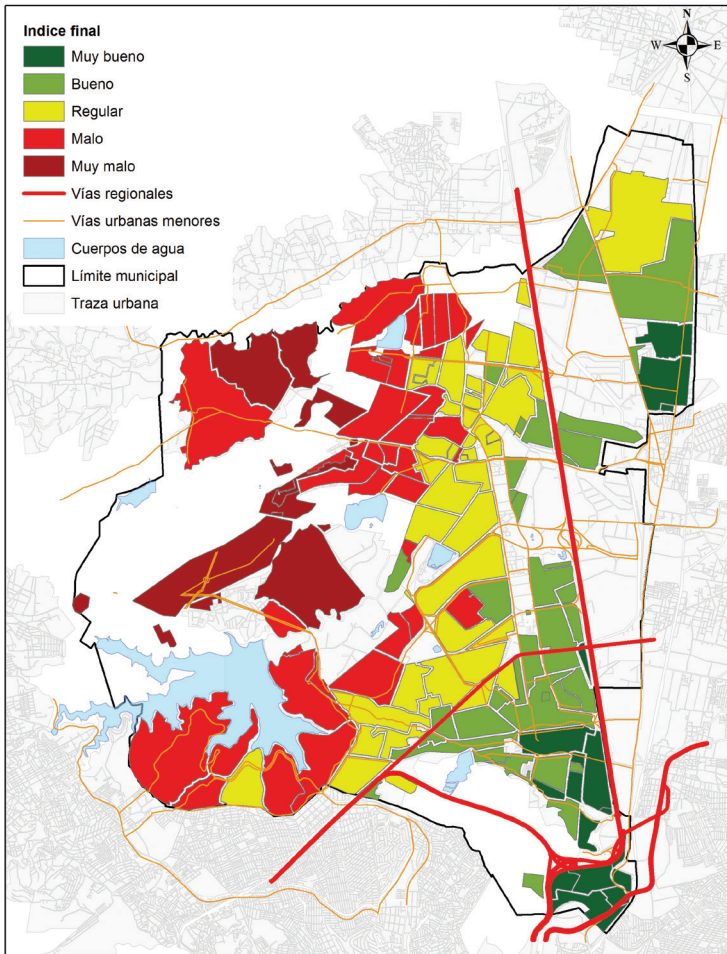 Indice final
Muy bueno
Bueno
Regular
Malo
Muy malo
Vías regionales
Vías urbanas menores
Cuerpos de agua
Límite municipal
Traza urbana
N
W E
S